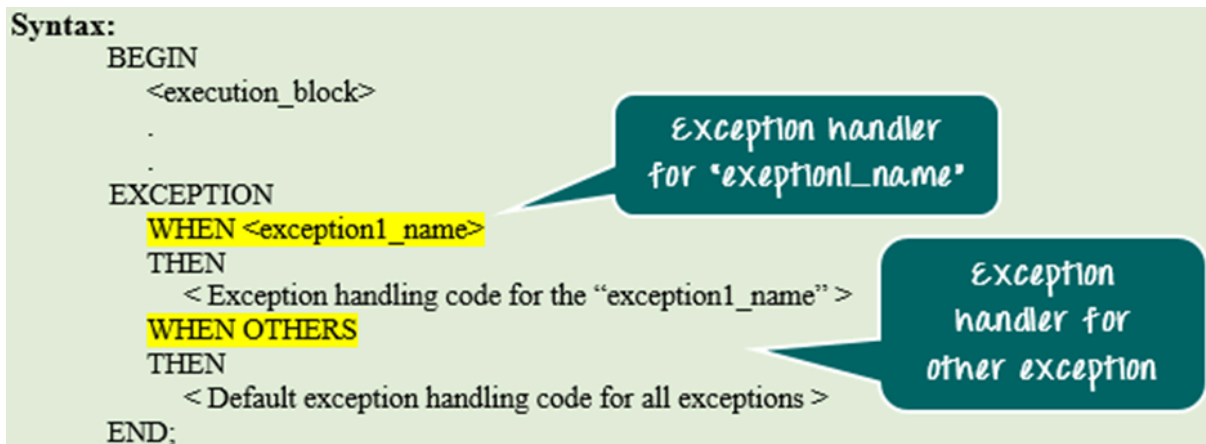 Syntax:
BEGIN
<execution_block>
.
.
EXCEPTION
WHEN <exception1_name>
THEN
< Exception handling code for the “exception1_name” >
WHEN OTHERS
THEN
< Default exception handling code for all exceptions >
END;
Exception handler
for "exeption1_name"
Exception
handler for
other exception